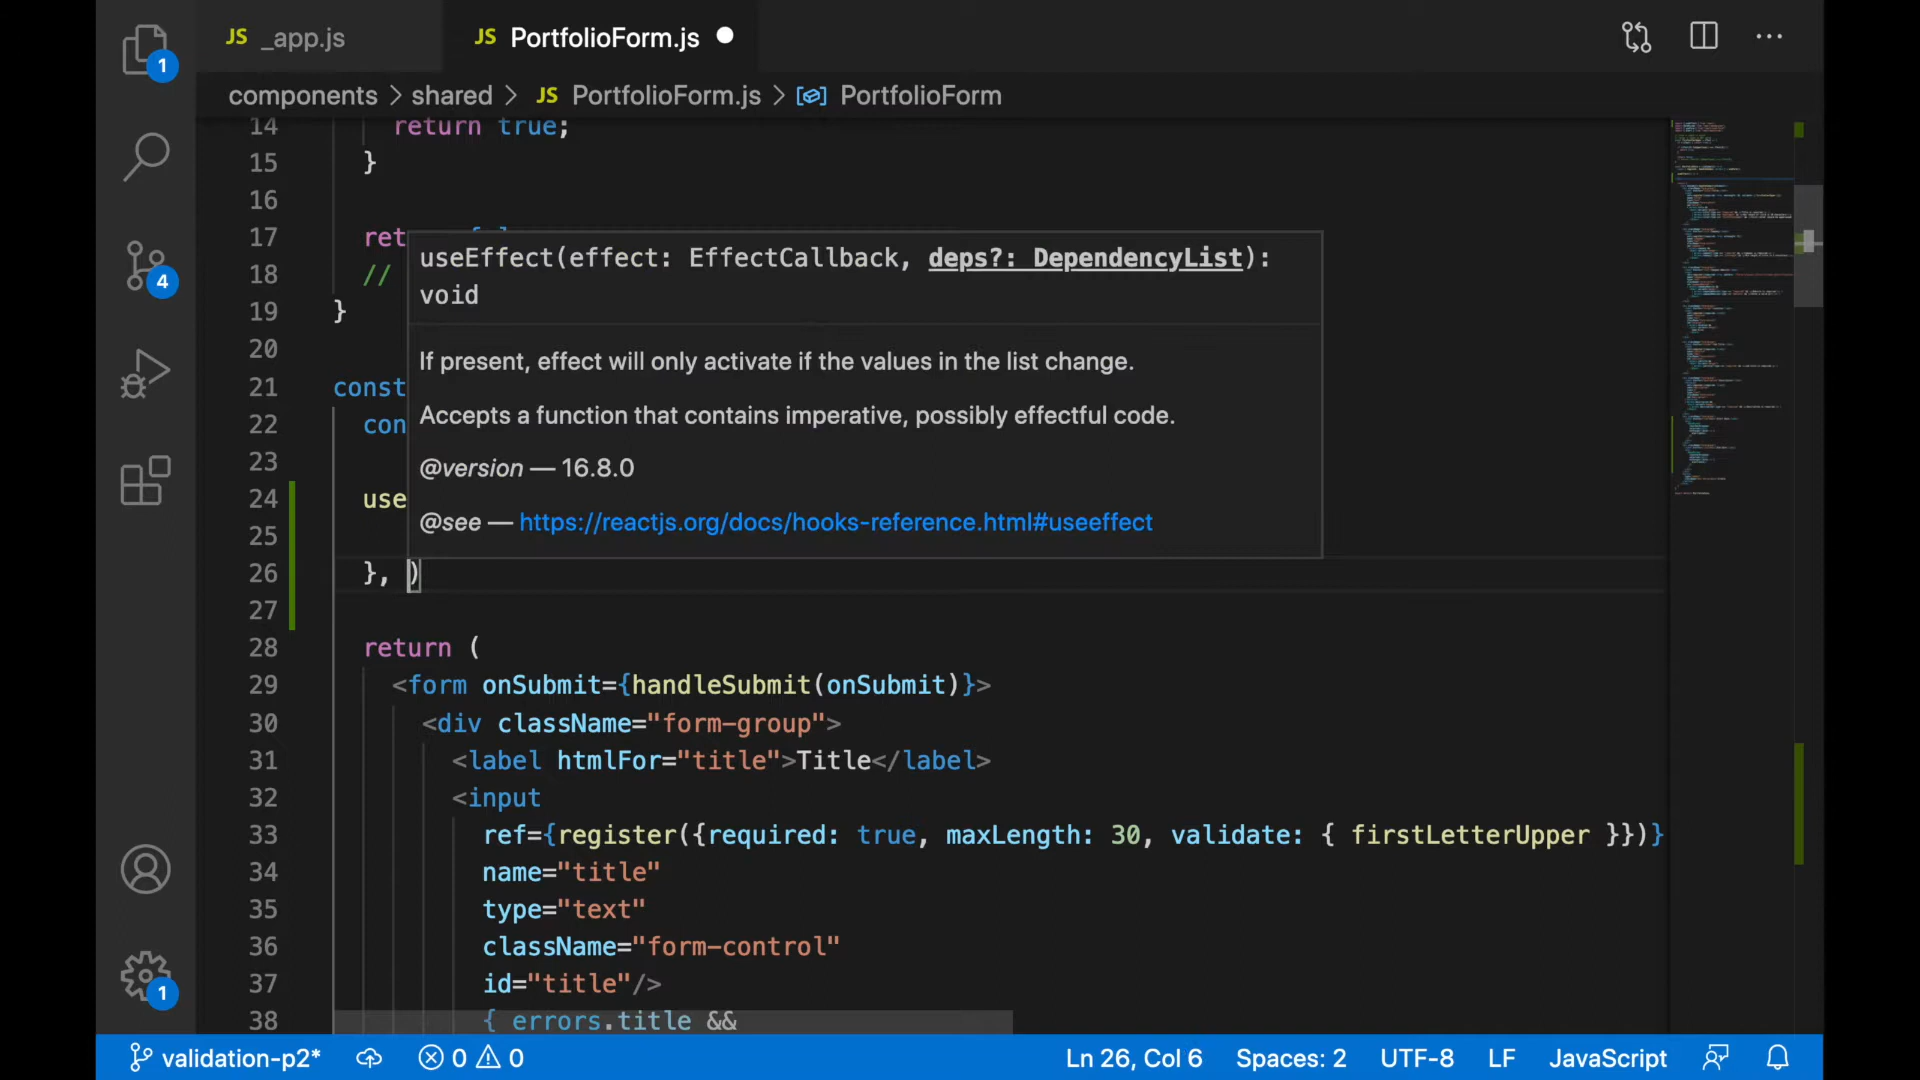 JS _app.js JS PortfolioForm.js
1
components > shared > JS PortfolioForm.js > PortfolioForm
14 return true;
15 }
16
17 ret
useEffect(effect: EffectCallback, deps?: DependencyList):
18 //
void
19 }
20
If present, effect will only activate if the values in the list change.
21 const
Accepts a function that contains imperative, possibly effectful code.
22 con
23
@version — 16.8.0
24 use
@see — https://reactjs.org/docs/hooks-reference.html#useeffect
25
26 }, )
27
28 return (
29 <form onSubmit={handleSubmit(onSubmit)}>
30 <div className="form-group">
31 <label htmlFor="title">Title</label>
32 <input
33 ref={register({required: true, maxLength: 30, validate: { firstLetterUpper }})}
34 name="title"
35 type="text"
36 className="form-control"
37 id="title"/>
38 { errors.title &&
4
1
validation-p2* 0 0 Ln 26, Col 6 Spaces: 2 UTF-8 LF JavaScript